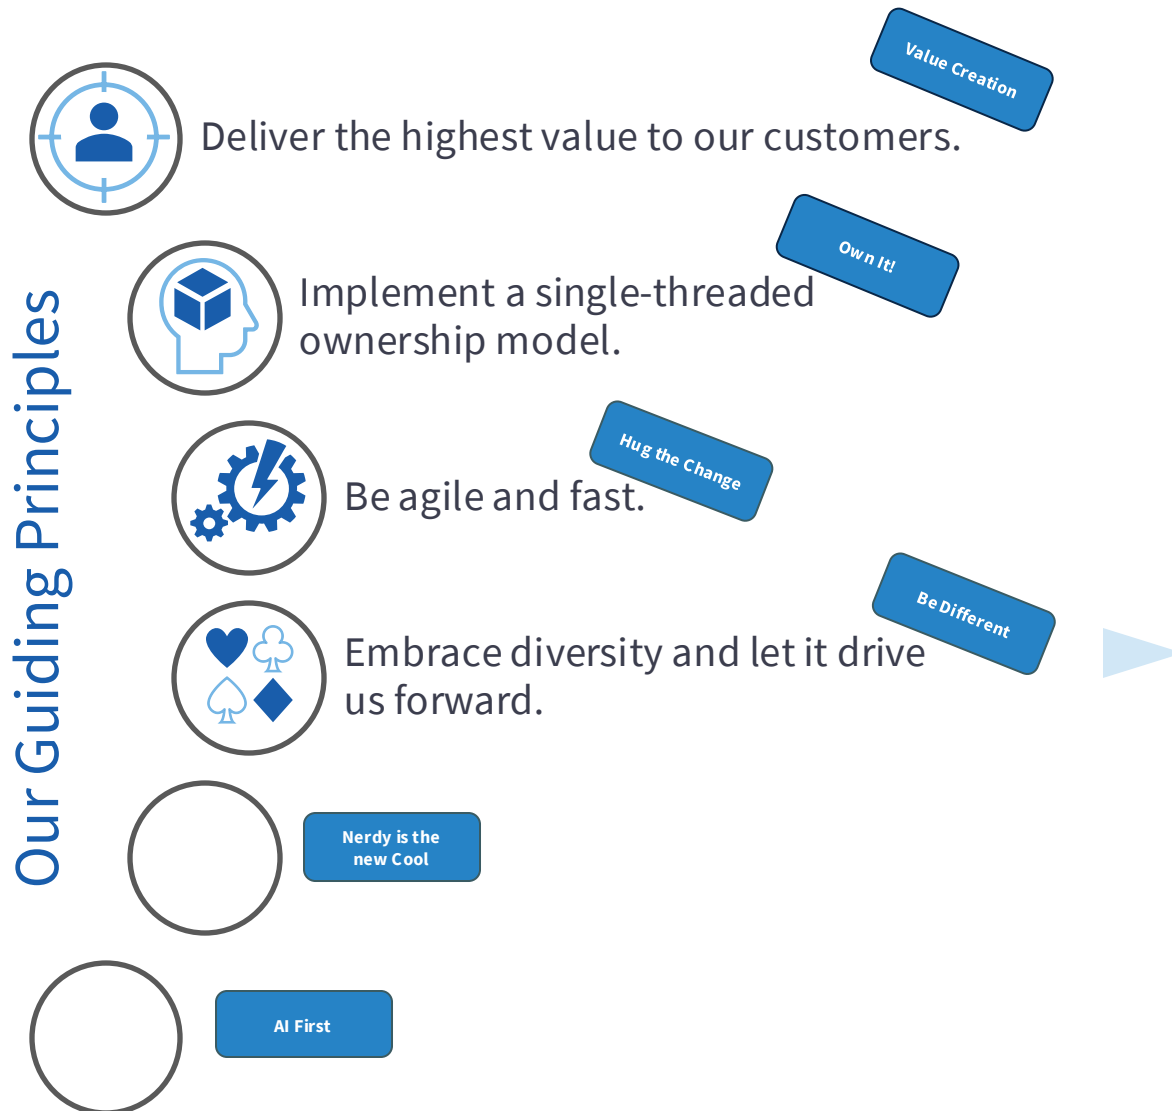 Our Guiding Principles
Value Creation
Deliver the highest value to our customers.
Own It!
Implement a single-threaded
ownership model.
Hug the Change
Be agile and fast.
Be Different
Embrace diversity and let it drive
us forward.
Nerdy is the
new Cool
AI First